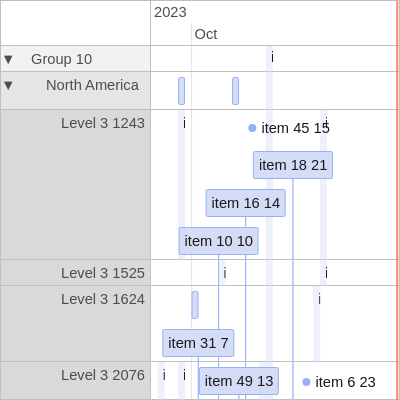 2023
Oct
▼ Group 10 i
▼ North America
Level 3 1243 i item 45 15 i
item 18 21
item 16 14
item 10 10
Level 3 1525 i i
Level 3 1624 i
item 31 7
Level 3 2076 i i item 49 13 item 6 23